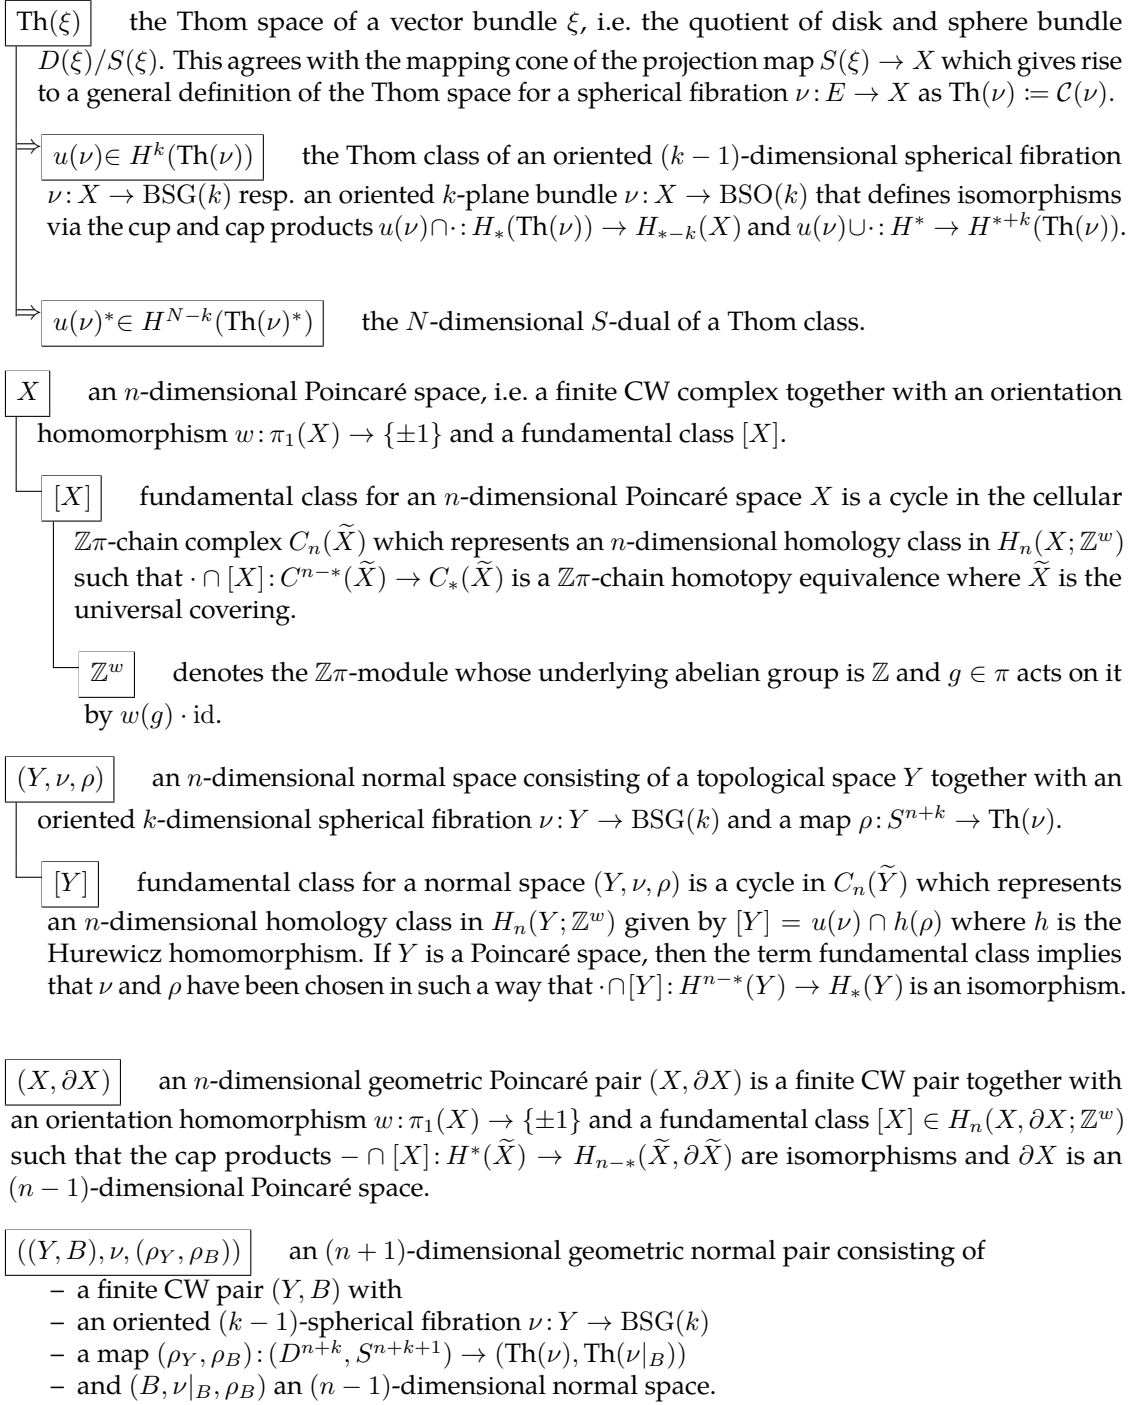 Th(ξ) the Thom space of a vector bundle ξ, i.e. the quotient of disk and sphere bundle
D(ξ)/S(ξ). This agrees with the mapping cone of the projection map S(ξ) → X which gives rise
to a general definition of the Thom space for a spherical fibration ν: E → X as Th(ν) := C(ν).
u(ν)∈ H^k(Th(ν)) the Thom class of an oriented (k − 1)-dimensional spherical fibration
ν: X → BSG(k) resp. an oriented k-plane bundle ν: X → BSO(k) that defines isomorphisms
via the cup and cap products u(ν)∩·: H_*(Th(ν)) → H_{*−k}(X) and u(ν)∪·: H^* → H^{*+k}(Th(ν)).
u(ν)^*∈ H^{N−k}(Th(ν)^*) the N-dimensional S-dual of a Thom class.
X an n-dimensional Poincaré space, i.e. a finite CW complex together with an orientation
homomorphism w: π_1(X) → {±1} and a fundamental class [X].
[X] fundamental class for an n-dimensional Poincaré space X is a cycle in the cellular
ℤπ-chain complex C_n(X̃) which represents an n-dimensional homology class in H_n(X; ℤ^w)
such that · ∩ [X]: C^{n−*}(X̃) → C_*(X̃) is a ℤπ-chain homotopy equivalence where X̃ is the
universal covering.
ℤ^w denotes the ℤπ-module whose underlying abelian group is ℤ and g ∈ π acts on it
by w(g) · id.
(Y, ν, ρ) an n-dimensional normal space consisting of a topological space Y together with an
oriented k-dimensional spherical fibration ν: Y → BSG(k) and a map ρ: S^{n+k} → Th(ν).
[Y] fundamental class for a normal space (Y, ν, ρ) is a cycle in C_n(Ỹ) which represents
an n-dimensional homology class in H_n(Y; ℤ^w) given by [Y] = u(ν) ∩ h(ρ) where h is the
Hurewicz homomorphism. If Y is a Poincaré space, then the term fundamental class implies
that ν and ρ have been chosen in such a way that ·∩[Y]: H^{n−*}(Y) → H_*(Y) is an isomorphism.
(X, ∂X) an n-dimensional geometric Poincaré pair (X, ∂X) is a finite CW pair together with
an orientation homomorphism w: π_1(X) → {±1} and a fundamental class [X] ∈ H_n(X, ∂X; ℤ^w)
such that the cap products − ∩ [X]: H^*(X̃) → H_{n−*}(X̃, ∂X̃) are isomorphisms and ∂X is an
(n − 1)-dimensional Poincaré space.
((Y, B), ν, (ρ_Y, ρ_B)) an (n + 1)-dimensional geometric normal pair consisting of
– a finite CW pair (Y, B) with
– an oriented (k − 1)-spherical fibration ν: Y → BSG(k)
– a map (ρ_Y, ρ_B): (D^{n+k}, S^{n+k+1}) → (Th(ν), Th(ν|_B))
– and (B, ν|_B, ρ_B) an (n − 1)-dimensional normal space.